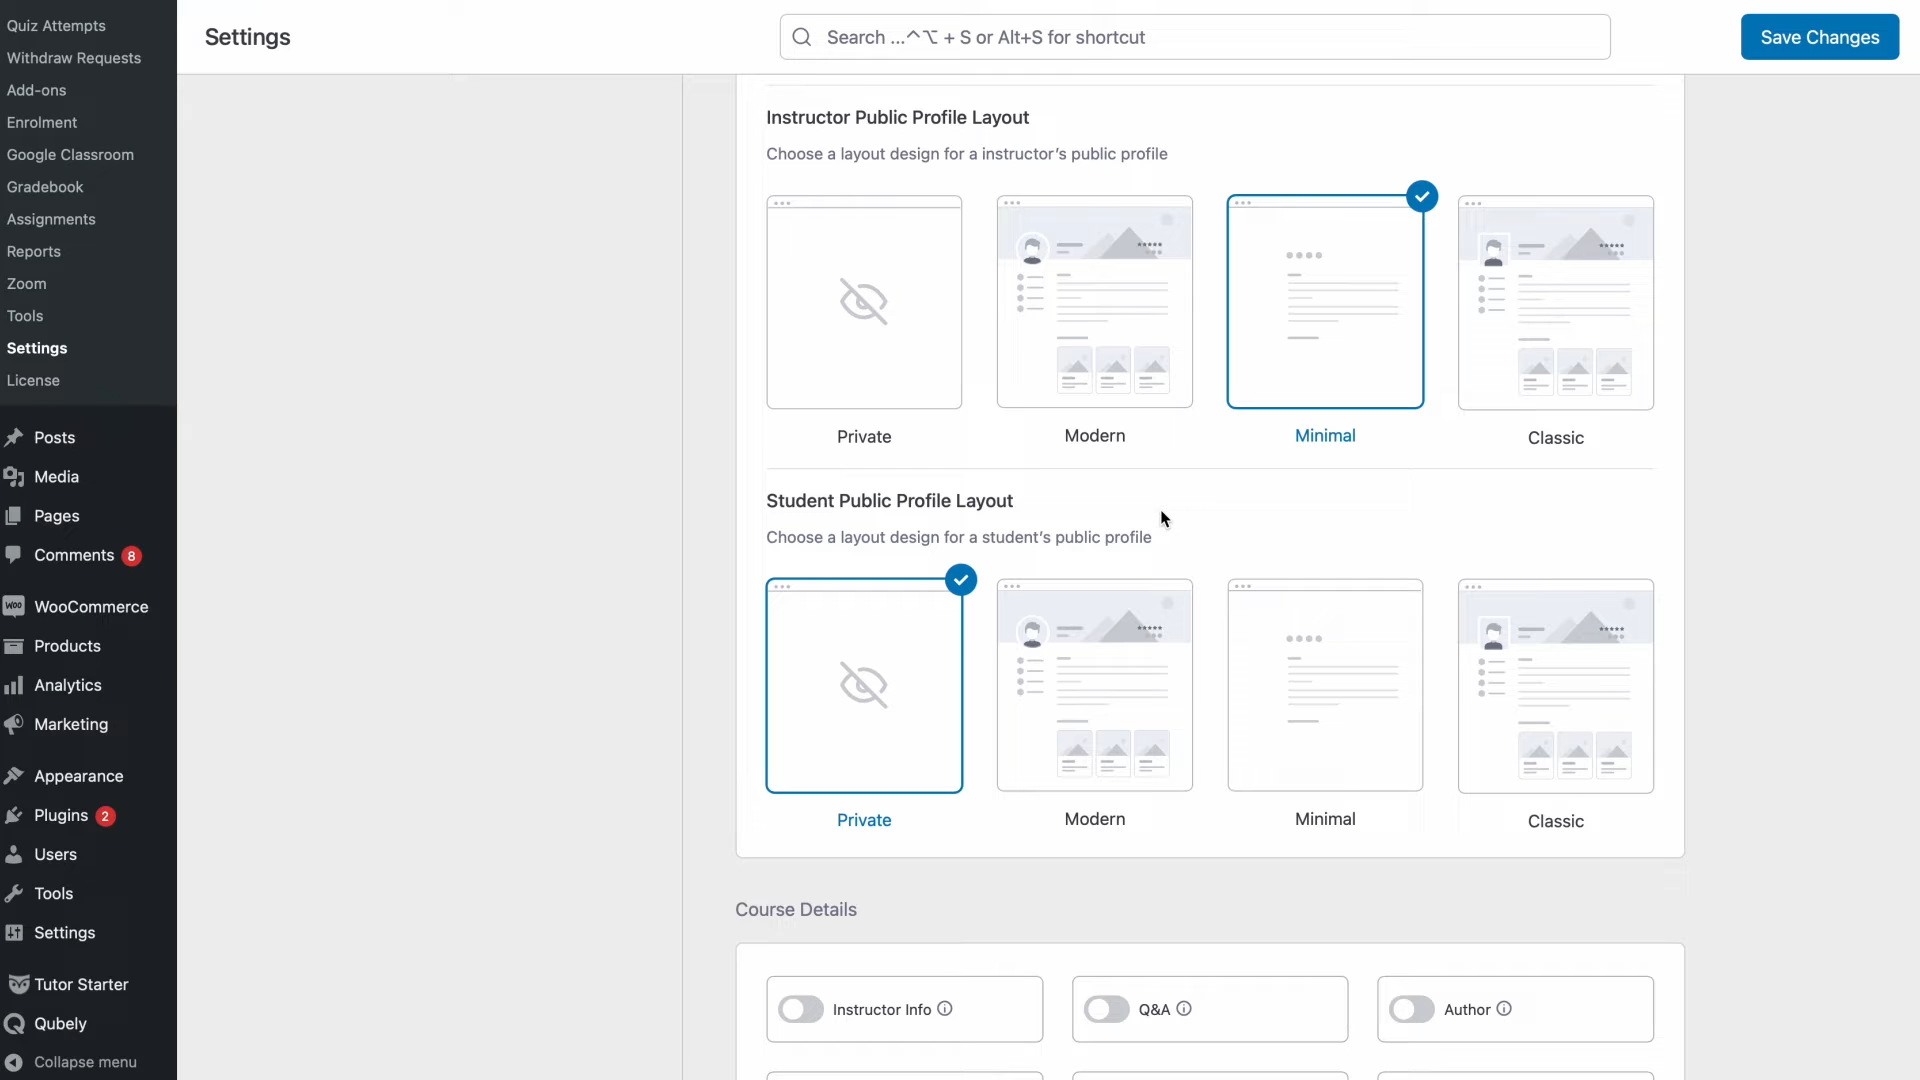 Quiz Attempts
Withdraw Requests
Add-ons
Enrolment
Google Classroom
Gradebook
Assignments
Reports
Zoom
Tools
Settings
License
Posts
Media
Pages
Comments 8
WooCommerce
Products
Analytics
Marketing
Appearance
Plugins 2
Users
Tools
Settings
Tutor Starter
Qubely
Collapse menu
Settings
Search ...^⌥ + S or Alt+S for shortcut
Save Changes
Instructor Public Profile Layout
Choose a layout design for a instructor's public profile
Private Modern Minimal Classic
Student Public Profile Layout
Choose a layout design for a student's public profile
Private Modern Minimal Classic
Course Details
Instructor Info Q&A Author